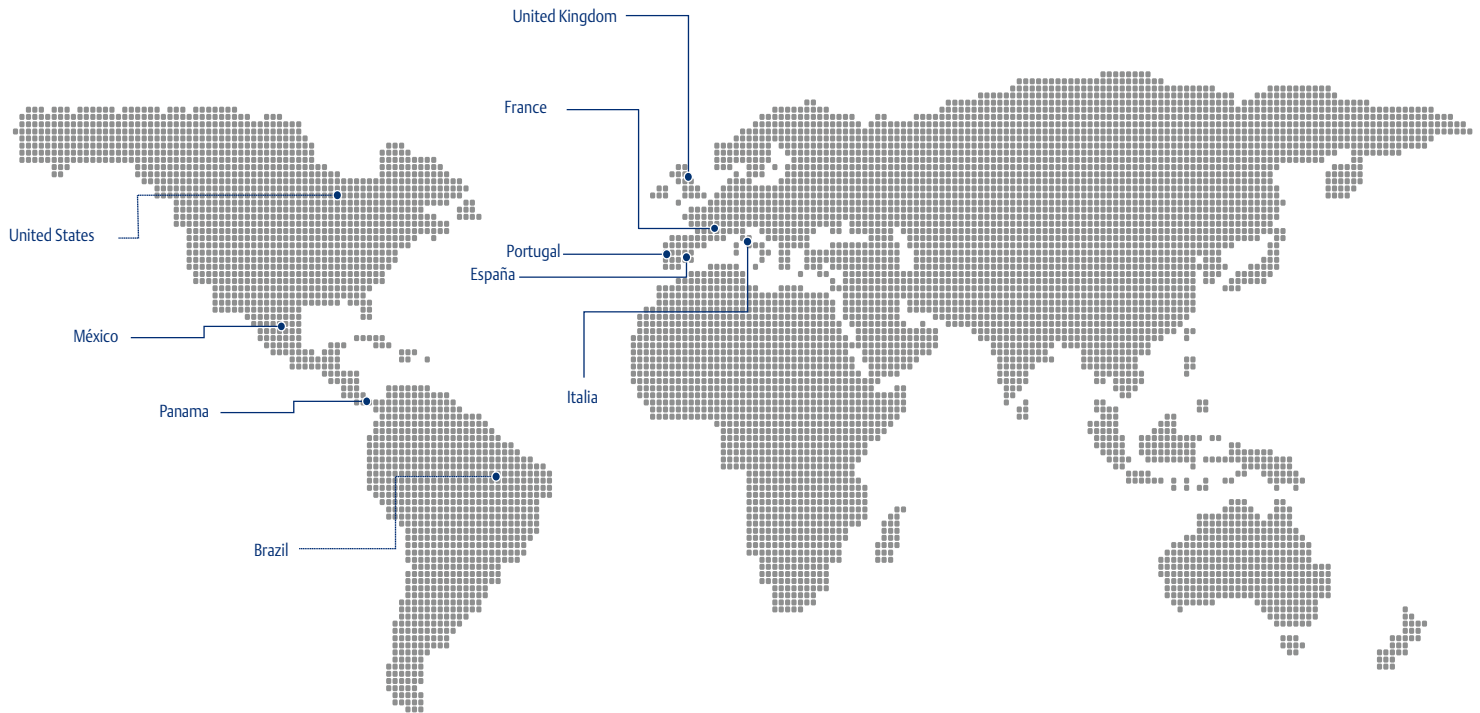 United Kingdom
France
United States
Portugal
España
México
Italia
Panama
Brazil